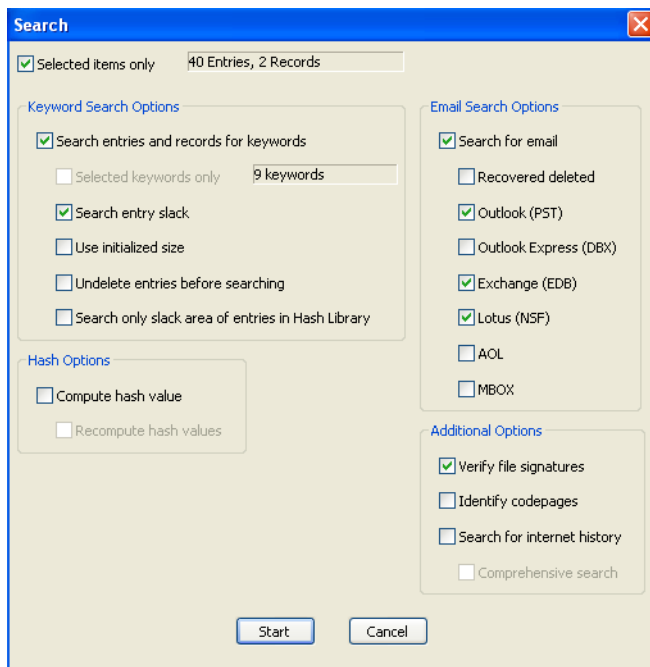 Search
Selected items only
40 Entries, 2 Records
Keyword Search Options
Search entries and records for keywords
Selected keywords only
9 keywords
Search entry slack
Use initialized size
Undelete entries before searching
Search only slack area of entries in Hash Library
Hash Options
Compute hash value
Recompute hash values
Email Search Options
Search for email
Recovered deleted
Outlook (PST)
Outlook Express (DBX)
Exchange (EDB)
Lotus (NSF)
AOL
MBOX
Additional Options
Verify file signatures
Identify codepages
Search for internet history
Comprehensive search
Start
Cancel